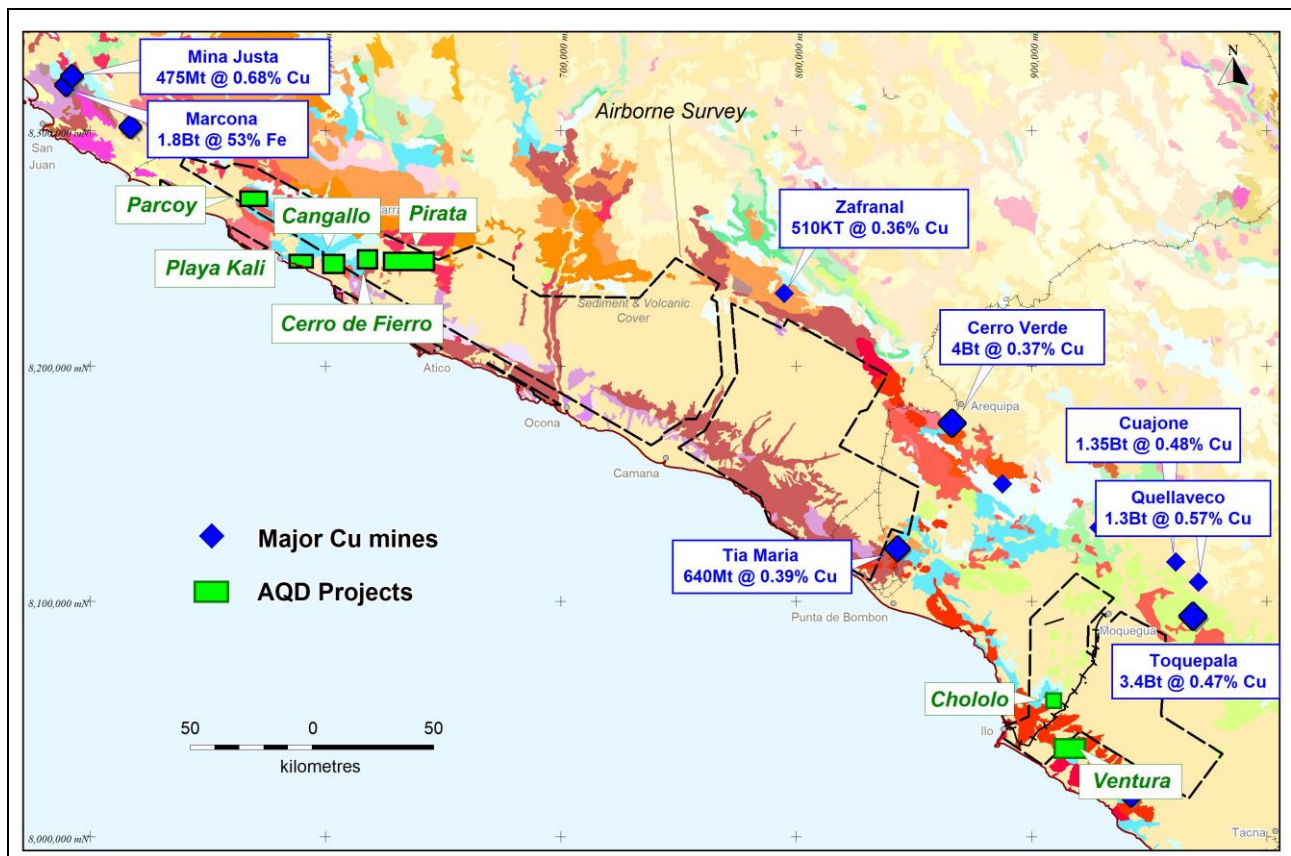 Mina Justa
475Mt @ 0.68% Cu
Marcona
1.8Bt @ 53% Fe
700,000 mE
800,000 mE
900,000 mE
N
8,300,000 mN
San
Juan
Airborne Survey
Parcoy
Cangallo
Pirata
Playa Kali
Cerro de Fierro
Sediment & Volcanic
Cover
Zafranal
510KT @ 0.36% Cu
Cerro Verde
4Bt @ 0.37% Cu
8,200,000 mN
Atico
Ocona
Camana
Arequipa
Cuajone
1.35Bt @ 0.48% Cu
Quellaveco
1.3Bt @ 0.57% Cu
Major Cu mines
AQD Projects
Tia Maria
640Mt @ 0.39% Cu
8,100,000 mN
Punta de Bombon
Moquegua
Toquepala
3.4Bt @ 0.47% Cu
Chololo
Ilo
Ventura
50 0 50
kilometres
8,000,000 mN
Tacna